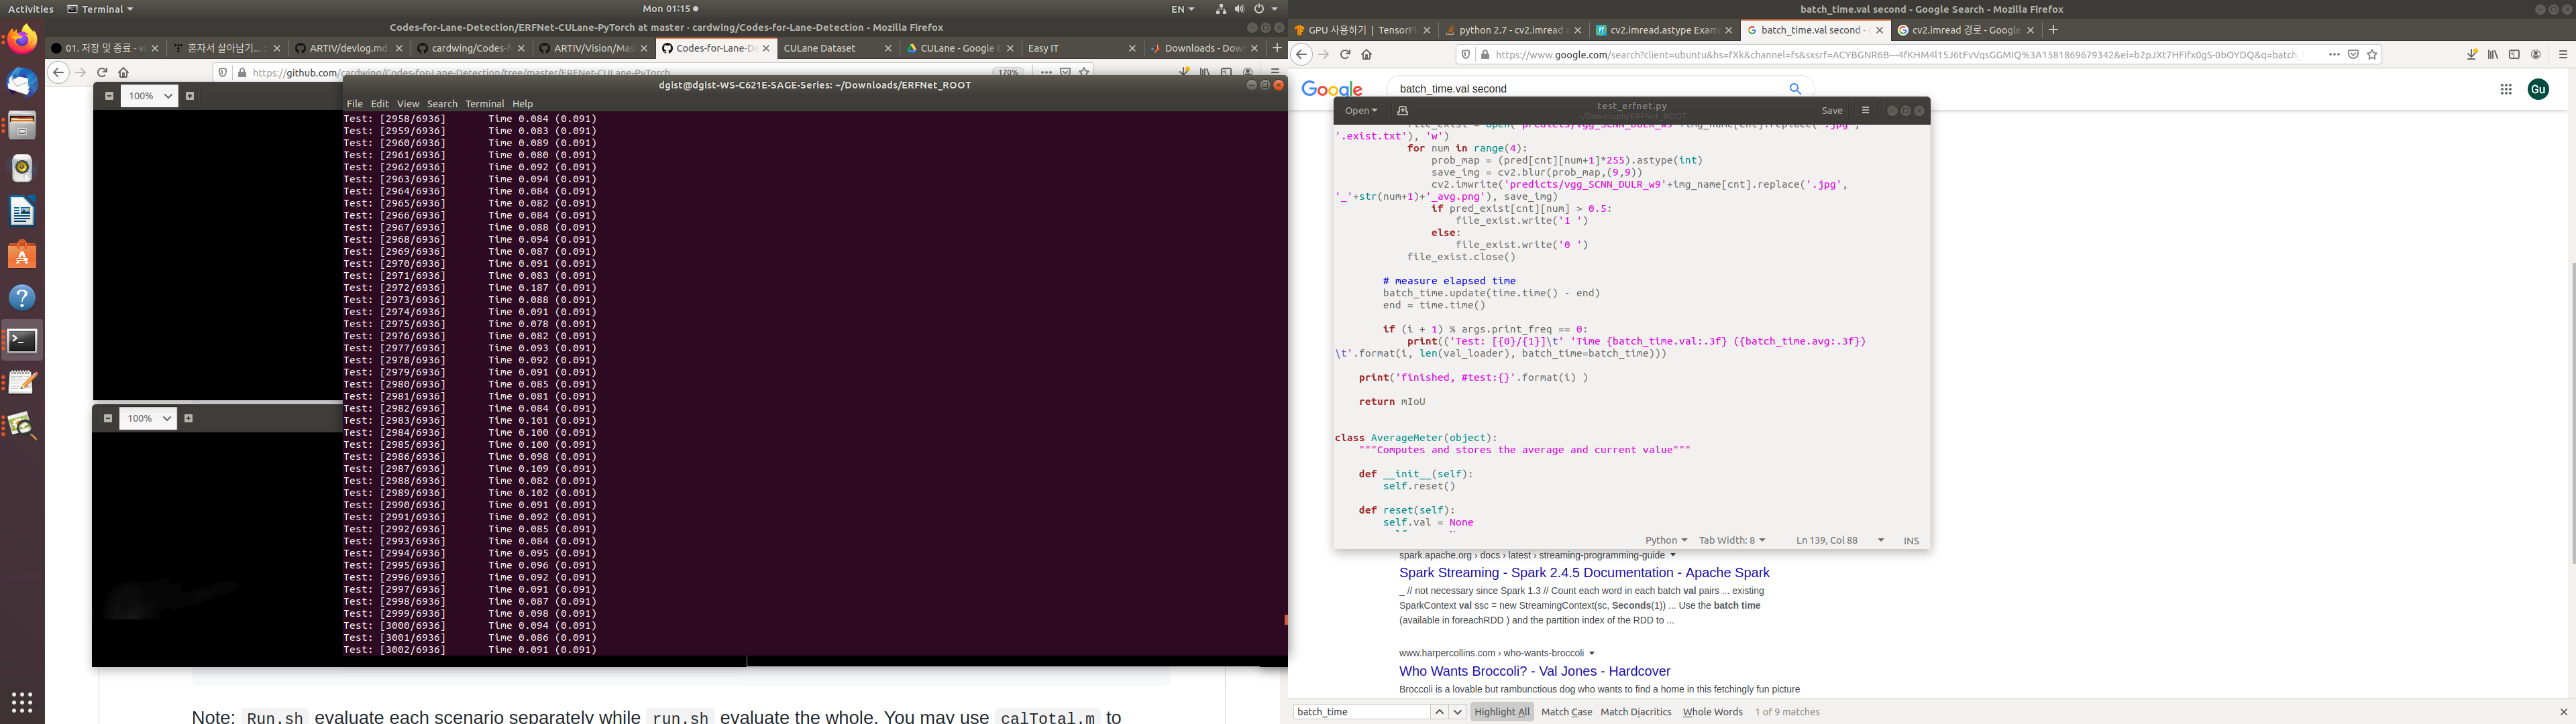 Activities Terminal Mon 01:15 EN
Codes-for-Lane-Detection/ERFNet-CULane-PyTorch at master · cardwing/Codes-for-Lane-Detection - Mozilla Firefox
01. 저장 및 종료 - vi
혼자서 살아남기...
ARTIV/devlog.md
cardwing/Codes-f
ARTIV/Vision/Mas
Codes-for-Lane-D
CULane Dataset
CULane - Google D
Easy IT
Downloads - Dow
https://github.com/cardwing/Codes-for-Lane-Detection/tree/master/ERFNet-CULane-PyTorch 170%
dgist@dgist-WS-C621E-SAGE-Series: ~/Downloads/ERFNet_ROOT
100%
File Edit View Search Terminal Help
Test: [2958/6936] Time 0.084 (0.091)
Test: [2959/6936] Time 0.083 (0.091)
Test: [2960/6936] Time 0.089 (0.091)
Test: [2961/6936] Time 0.080 (0.091)
Test: [2962/6936] Time 0.092 (0.091)
Test: [2963/6936] Time 0.094 (0.091)
Test: [2964/6936] Time 0.084 (0.091)
Test: [2965/6936] Time 0.082 (0.091)
Test: [2966/6936] Time 0.084 (0.091)
Test: [2967/6936] Time 0.088 (0.091)
Test: [2968/6936] Time 0.094 (0.091)
Test: [2969/6936] Time 0.087 (0.091)
Test: [2970/6936] Time 0.091 (0.091)
Test: [2971/6936] Time 0.083 (0.091)
Test: [2972/6936] Time 0.187 (0.091)
Test: [2973/6936] Time 0.088 (0.091)
Test: [2974/6936] Time 0.091 (0.091)
Test: [2975/6936] Time 0.078 (0.091)
Test: [2976/6936] Time 0.082 (0.091)
Test: [2977/6936] Time 0.093 (0.091)
Test: [2978/6936] Time 0.092 (0.091)
Test: [2979/6936] Time 0.091 (0.091)
Test: [2980/6936] Time 0.085 (0.091)
Test: [2981/6936] Time 0.081 (0.091)
Test: [2982/6936] Time 0.084 (0.091)
Test: [2983/6936] Time 0.101 (0.091)
Test: [2984/6936] Time 0.100 (0.091)
Test: [2985/6936] Time 0.100 (0.091)
Test: [2986/6936] Time 0.098 (0.091)
Test: [2987/6936] Time 0.109 (0.091)
Test: [2988/6936] Time 0.082 (0.091)
Test: [2989/6936] Time 0.102 (0.091)
Test: [2990/6936] Time 0.091 (0.091)
Test: [2991/6936] Time 0.092 (0.091)
Test: [2992/6936] Time 0.085 (0.091)
Test: [2993/6936] Time 0.084 (0.091)
Test: [2994/6936] Time 0.095 (0.091)
Test: [2995/6936] Time 0.096 (0.091)
Test: [2996/6936] Time 0.092 (0.091)
Test: [2997/6936] Time 0.091 (0.091)
Test: [2998/6936] Time 0.087 (0.091)
Test: [2999/6936] Time 0.098 (0.091)
Test: [3000/6936] Time 0.094 (0.091)
Test: [3001/6936] Time 0.086 (0.091)
Test: [3002/6936] Time 0.091 (0.091)
100%
Note: Run.sh evaluate each scenario separately while run.sh evaluate the whole. You may use calTotal.m to
batch_time.val second - Google Search - Mozilla Firefox
GPU 사용하기 | TensorFl
python 2.7 - cv2.imread
cv2.imread.astype Exam
batch_time.val second -
cv2.imread 경로 - Google
https://www.google.com/search?client=ubuntu&hs=fXk&channel=fs&sxsrf=ACYBGNR6B---4fKHM4l15J6tFvVqsGGMIQ%3A1581869679342&ei=b2pJXt7HFIfx0gS-0bOYDQ&q=batch_
Google
batch_time.val second
Gu
Open test_erfnet.py Save
~/Downloads/ERFNet_ROOT
file_exist = open('predicts/vgg_SCNN_DULR_w9'+img_name[cnt].replace('.jpg',
'.exist.txt'), 'w')
for num in range(4):
prob_map = (pred[cnt][num+1]*255).astype(int)
save_img = cv2.blur(prob_map,(9,9))
cv2.imwrite('predicts/vgg_SCNN_DULR_w9'+img_name[cnt].replace('.jpg',
'_'+str(num+1)+'_avg.png'), save_img)
if pred_exist[cnt][num] > 0.5:
file_exist.write('1 ')
else:
file_exist.write('0 ')
file_exist.close()
# measure elapsed time
batch_time.update(time.time() - end)
end = time.time()
if (i + 1) % args.print_freq == 0:
print(('Test: [{0}/{1}]\t' 'Time {batch_time.val:.3f} ({batch_time.avg:.3f})
\t'.format(i, len(val_loader), batch_time=batch_time)))
print('finished, #test:{}'.format(i) )
return mIoU
class AverageMeter(object):
"""Computes and stores the average and current value"""
def __init__(self):
self.reset()
def reset(self):
self.val = None
Python Tab Width: 8 Ln 139, Col 88 INS
spark.apache.org › docs › latest › streaming-programming-guide
Spark Streaming - Spark 2.4.5 Documentation - Apache Spark
_ // not necessary since Spark 1.3 // Count each word in each batch val pairs ... existing
SparkContext val ssc = new StreamingContext(sc, Seconds(1)) ... Use the batch time
(available in foreachRDD ) and the partition index of the RDD to ...
www.harpercollins.com › who-wants-broccoli
Who Wants Broccoli? - Val Jones - Hardcover
Broccoli is a lovable but rambunctious dog who wants to find a home in this fetchingly fun picture
batch_time Highlight All Match Case Match Diacritics Whole Words 1 of 9 matches